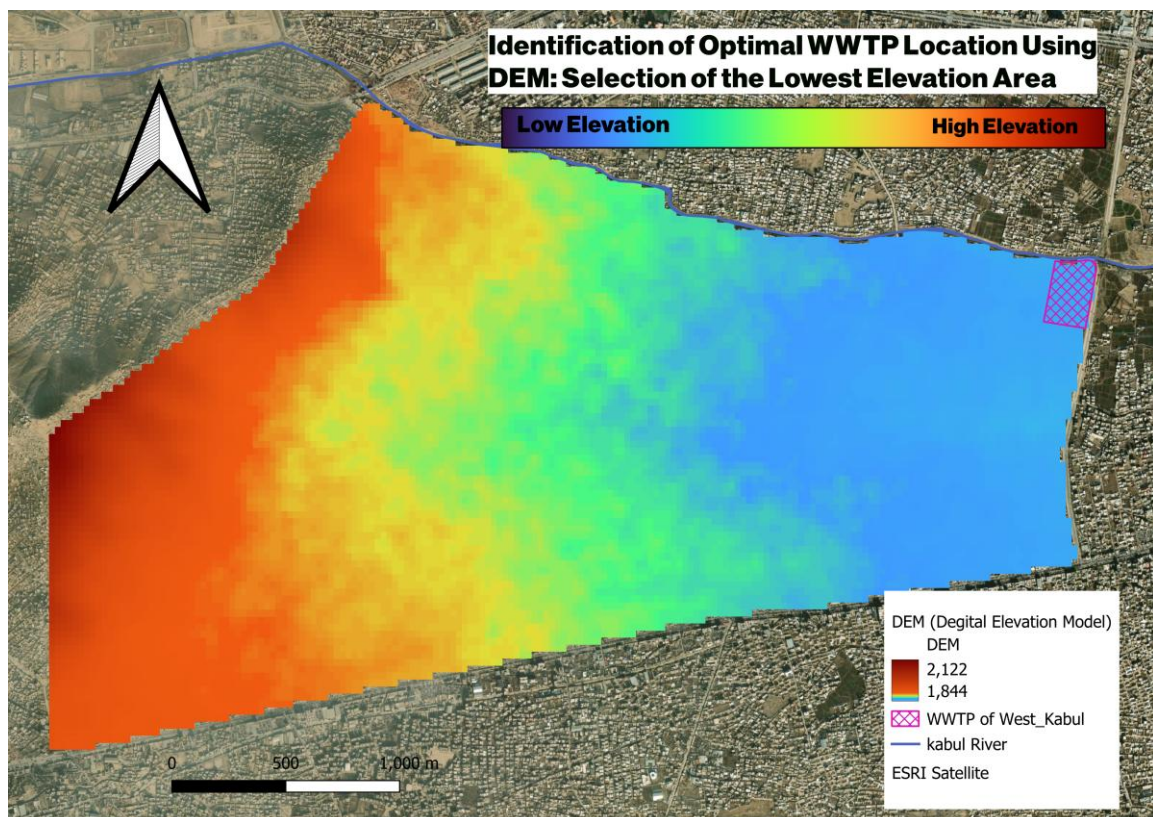 Identification of Optimal WWTP Location Using
DEM: Selection of the Lowest Elevation Area
Low Elevation
High Elevation
0 500 1,000 m
DEM (Degital Elevation Model)
DEM
2,122
1,844
WWTP of West_Kabul
kabul River
ESRI Satellite